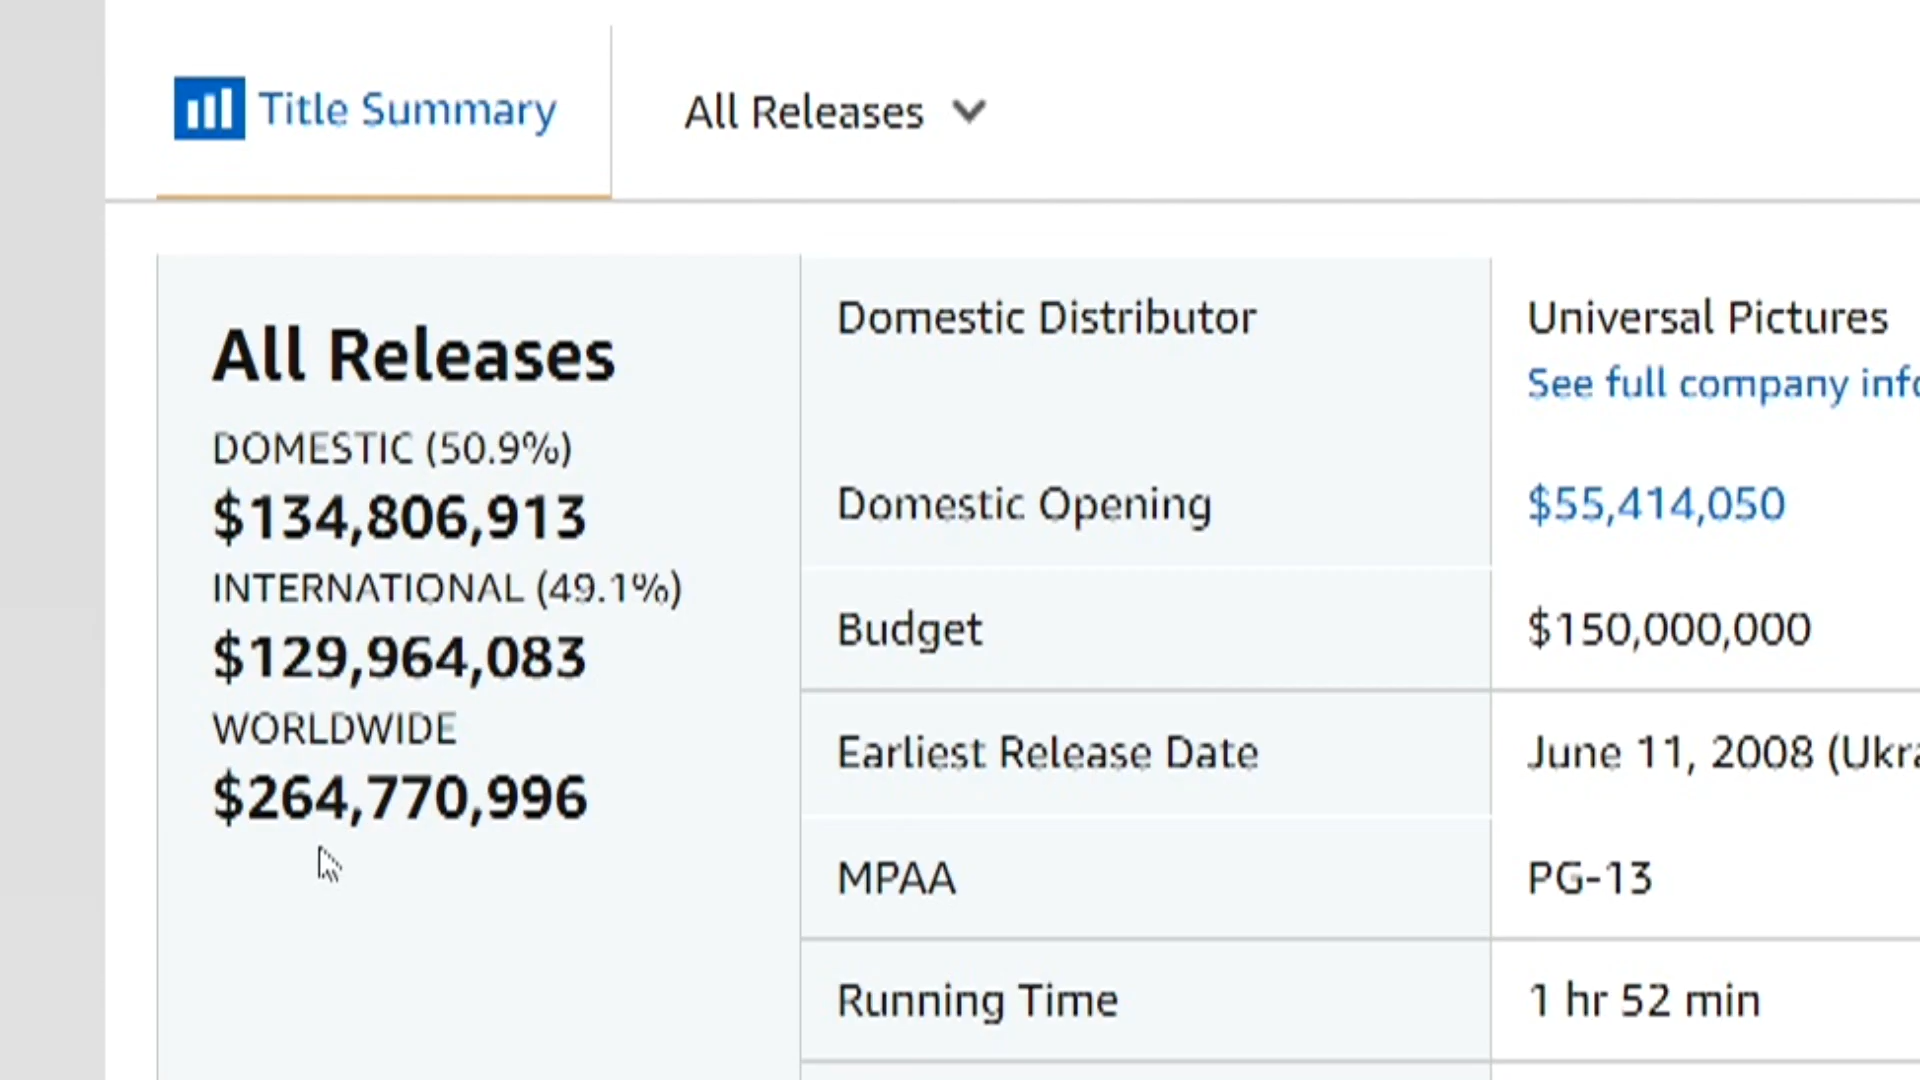 Title Summary
All Releases
All Releases
DOMESTIC (50.9%)
$134,806,913
INTERNATIONAL (49.1%)
$129,964,083
WORLDWIDE
$264,770,996
Domestic Distributor
Universal Pictures
See full company info
Domestic Opening
$55,414,050
Budget
$150,000,000
Earliest Release Date
June 11, 2008 (Ukra
MPAA
PG-13
Running Time
1 hr 52 min